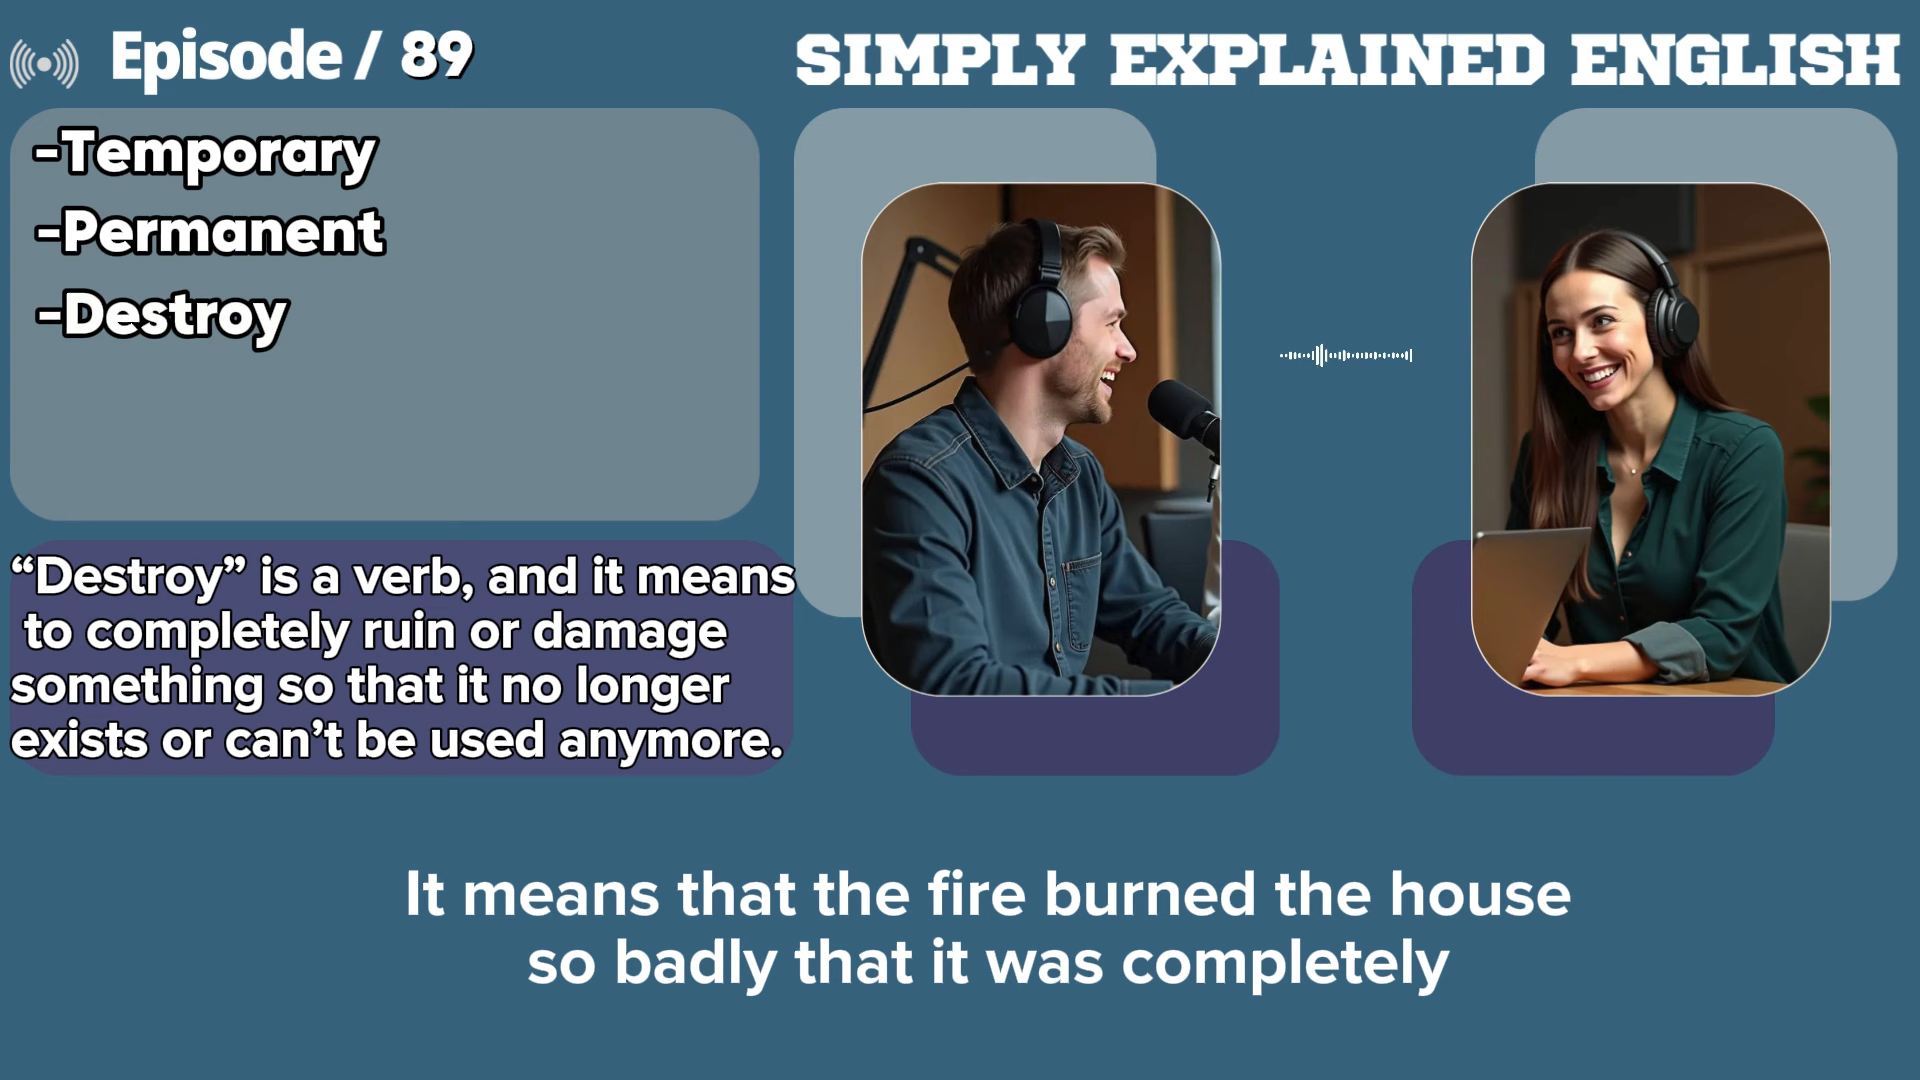 Episode / 89
SIMPLY EXPLAINED ENGLISH
-Temporary
-Permanent
-Destroy
“Destroy” is a verb, and it means
to completely ruin or damage
something so that it no longer
exists or can’t be used anymore.
It means that the fire burned the house
so badly that it was completely